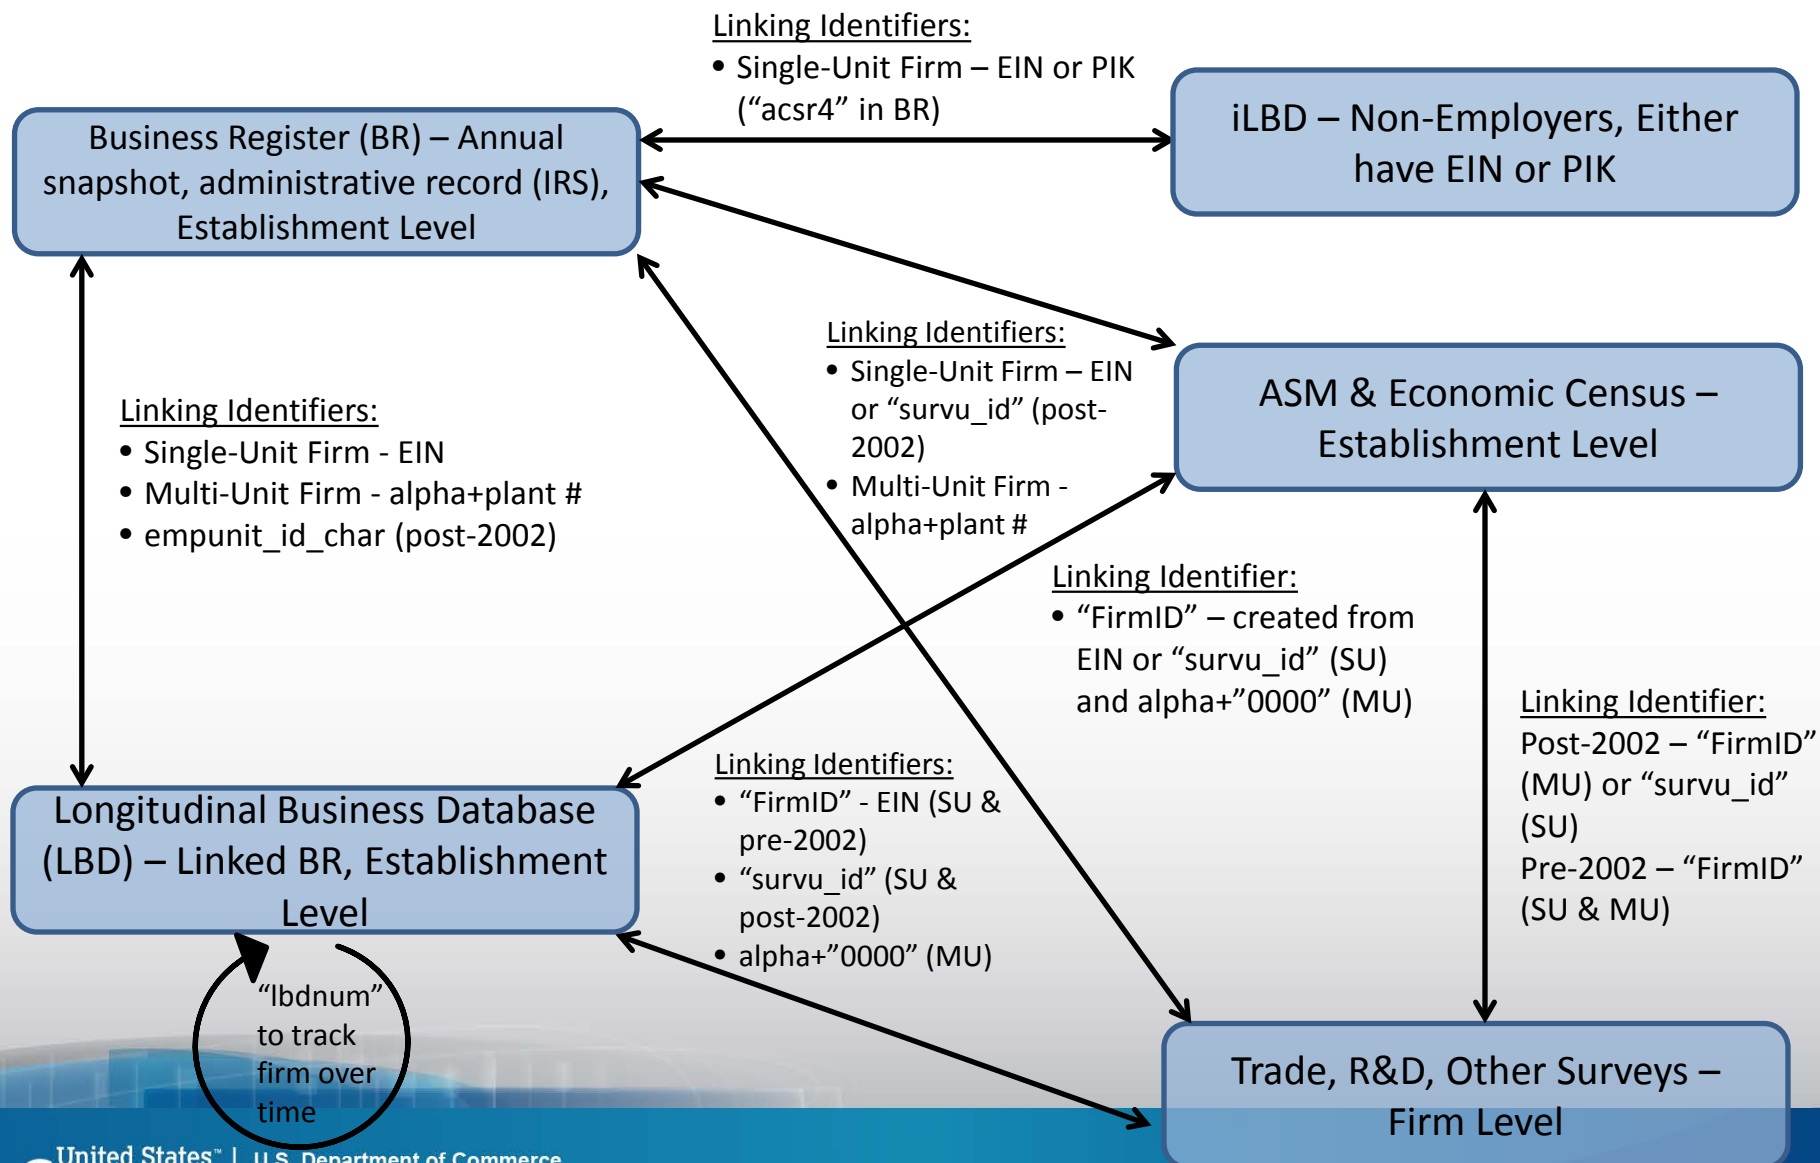 Linking Identifiers:
• Single-Unit Firm – EIN or PIK
(“acsr4” in BR)
Business Register (BR) – Annual
snapshot, administrative record (IRS),
Establishment Level
iLBD – Non-Employers, Either
have EIN or PIK
Linking Identifiers:
• Single-Unit Firm – EIN
or “survu_id” (post-
2002)
• Multi-Unit Firm -
alpha+plant #
ASM & Economic Census –
Establishment Level
Linking Identifiers:
• Single-Unit Firm - EIN
• Multi-Unit Firm - alpha+plant #
• empunit_id_char (post-2002)
Linking Identifier:
• “FirmID” – created from
EIN or “survu_id” (SU)
and alpha+”0000” (MU)
Linking Identifier:
Post-2002 – “FirmID”
(MU) or “survu_id”
(SU)
Pre-2002 – “FirmID”
(SU & MU)
Linking Identifiers:
• “FirmID” - EIN (SU &
pre-2002)
• “survu_id” (SU &
post-2002)
• alpha+”0000” (MU)
Longitudinal Business Database
(LBD) – Linked BR, Establishment
Level
“lbdnum”
to track
firm over
time
Trade, R&D, Other Surveys –
Firm Level
United States™ | U.S. Department of Commerce